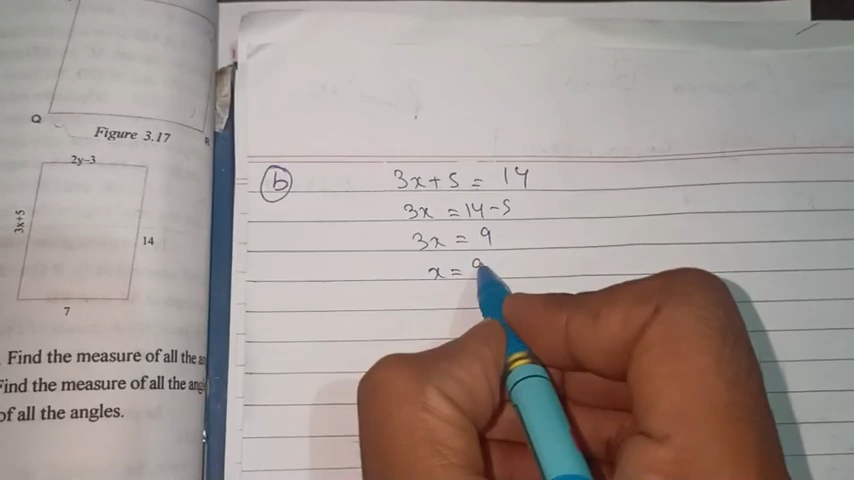 Q
Figure 3.17
2y-3
3x+5
14
7
Find the measure of all the
Find the measure of all the
of all the angles.
b 3x+5 = 14
3x = 14-5
3x = 9
x = 9